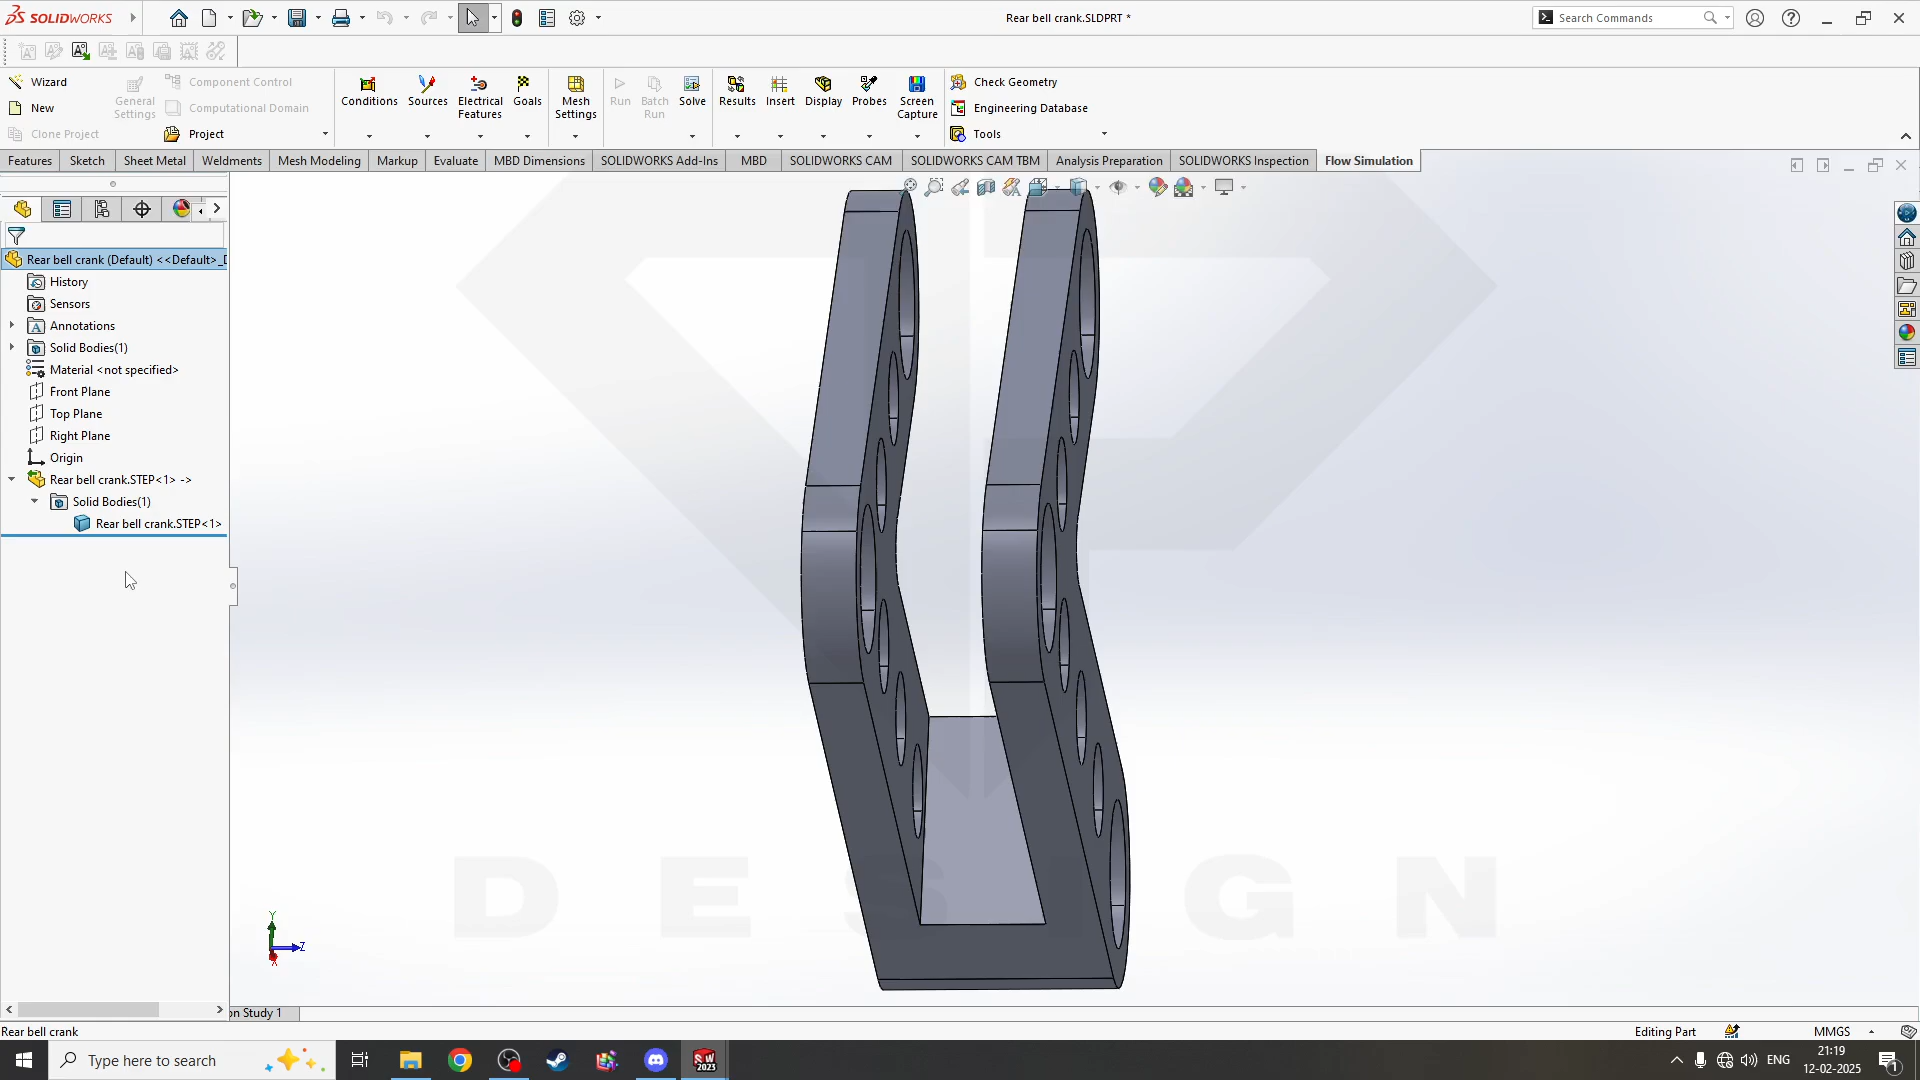 SOLIDWORKS
Rear bell crank.SLDPRT *
Search Commands
Wizard
New
Clone Project
General Settings
Component Control
Computational Domain
Project
Conditions
Sources
Electrical Features
Goals
Mesh Settings
Run
Batch Run
Solve
Results
Insert
Display
Probes
Screen Capture
Check Geometry
Engineering Database
Tools
Features
Sketch
Sheet Metal
Weldments
Mesh Modeling
Markup
Evaluate
MBD Dimensions
SOLIDWORKS Add-Ins
MBD
SOLIDWORKS CAM
SOLIDWORKS CAM TBM
Analysis Preparation
SOLIDWORKS Inspection
Flow Simulation
Rear bell crank (Default) <<Default>_D
History
Sensors
Annotations
Solid Bodies(1)
Material <not specified>
Front Plane
Top Plane
Right Plane
Origin
Rear bell crank.STEP<1> ->
Solid Bodies(1)
Rear bell crank.STEP<1>
DESIGN
Y
Z
X
on Study 1
Rear bell crank
Editing Part
MMGS
Type here to search
SW
2023
ENG
21:19
12-02-2025
1